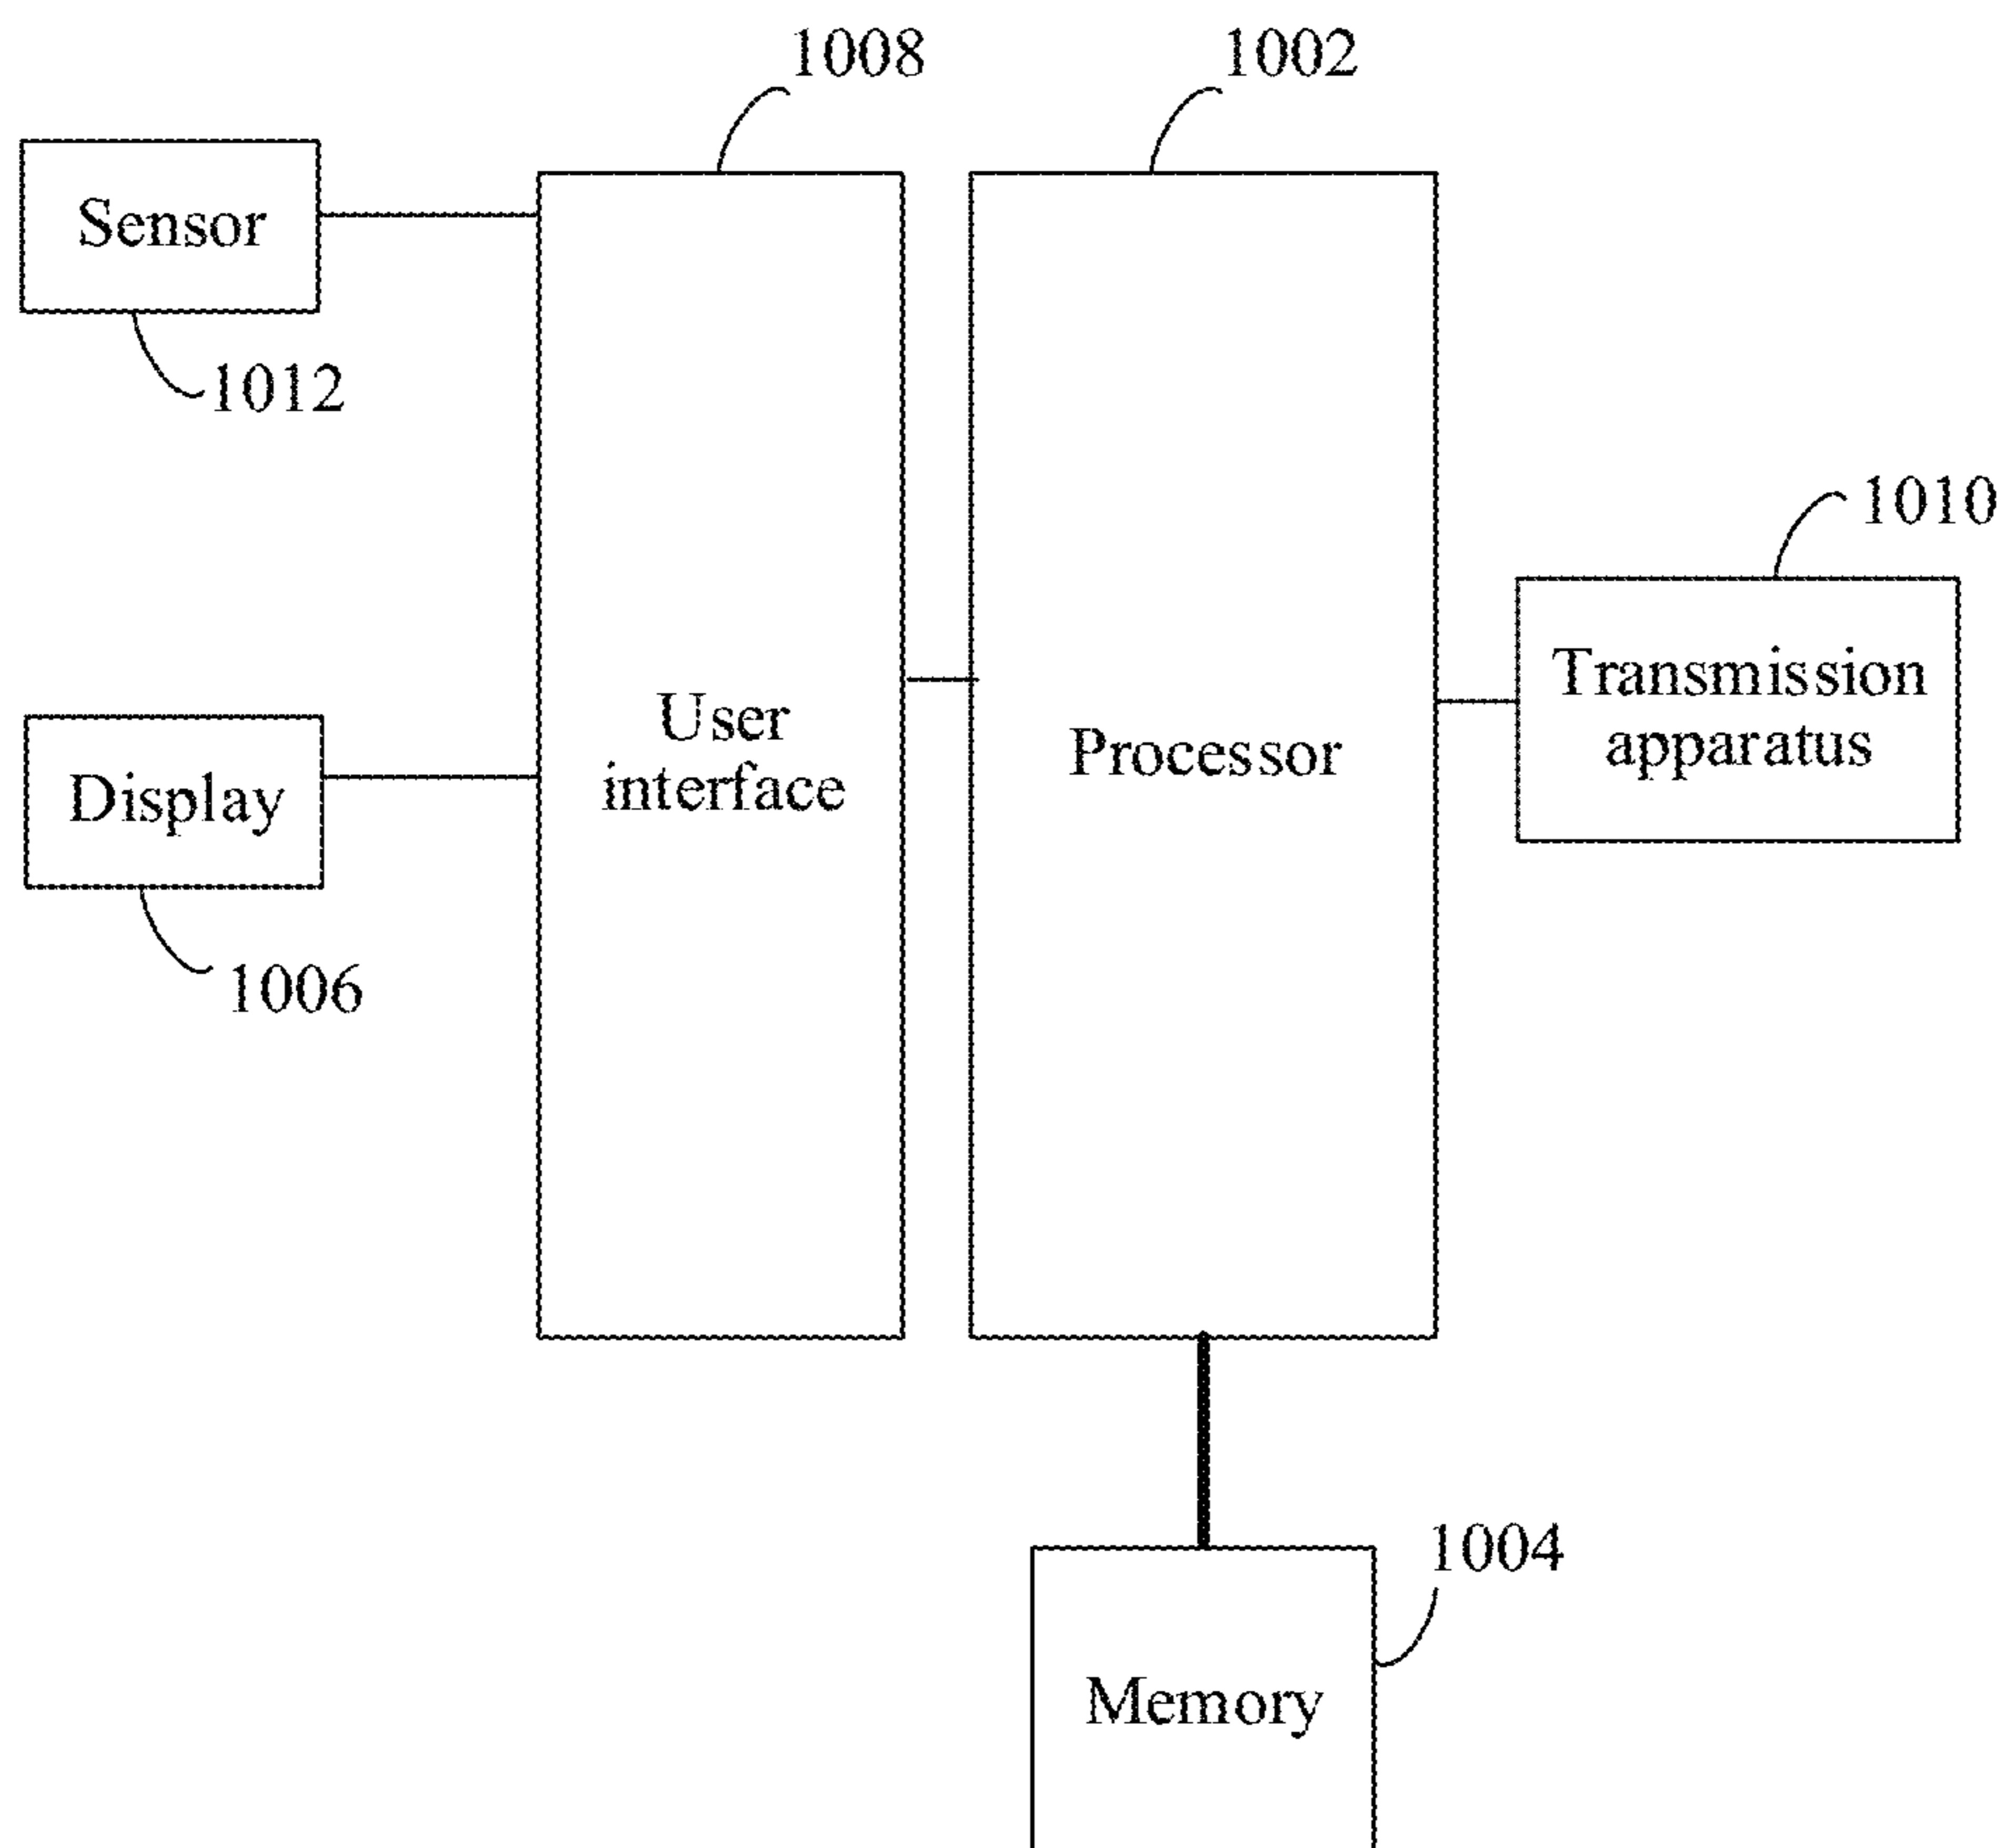 1008
1002
Sensor
1012
1010
Transmission
apparatus
User
interface
Processor
Display
1006
1004
Memory